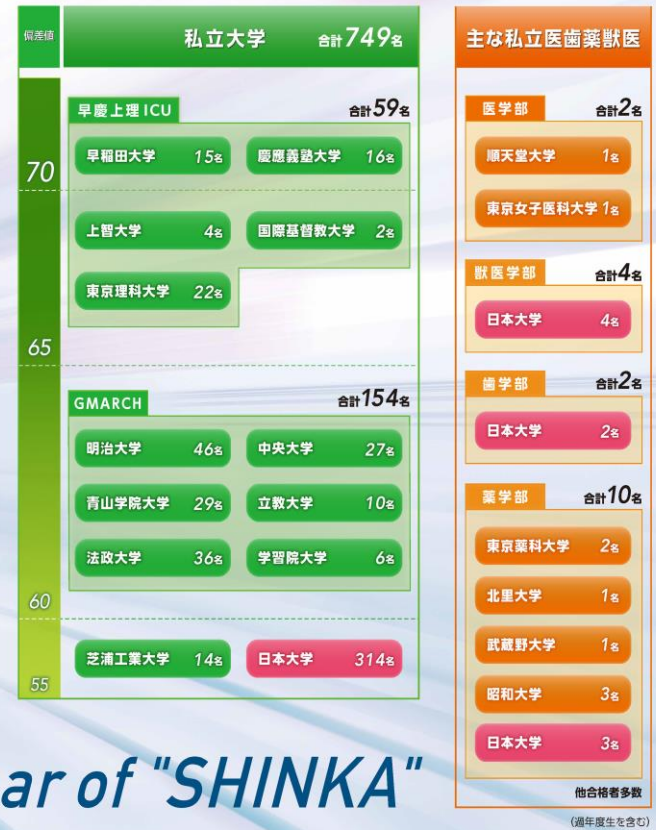 偏差値
私立大学 合計749名
70
65
60
55
早慶上理ICU 合計59名
早稲田大学 15名 慶應義塾大学 16名
上智大学 4名 国際基督教大学 2名
東京理科大学 22名
GMARCH 合計154名
明治大学 46名 中央大学 27名
青山学院大学 29名 立教大学 10名
法政大学 36名 学習院大学 6名
芝浦工業大学 14名 日本大学 314名
主な私立医歯薬獣医
医学部 合計2名
順天堂大学 1名
東京女子医科大学 1名
獣医学部 合計4名
日本大学 4名
歯学部 合計2名
日本大学 2名
薬学部 合計10名
東京薬科大学 2名
北里大学 1名
武蔵野大学 1名
昭和大学 3名
日本大学 3名
他合格者多数
(過年度生を含む)
ar of "SHINKA"